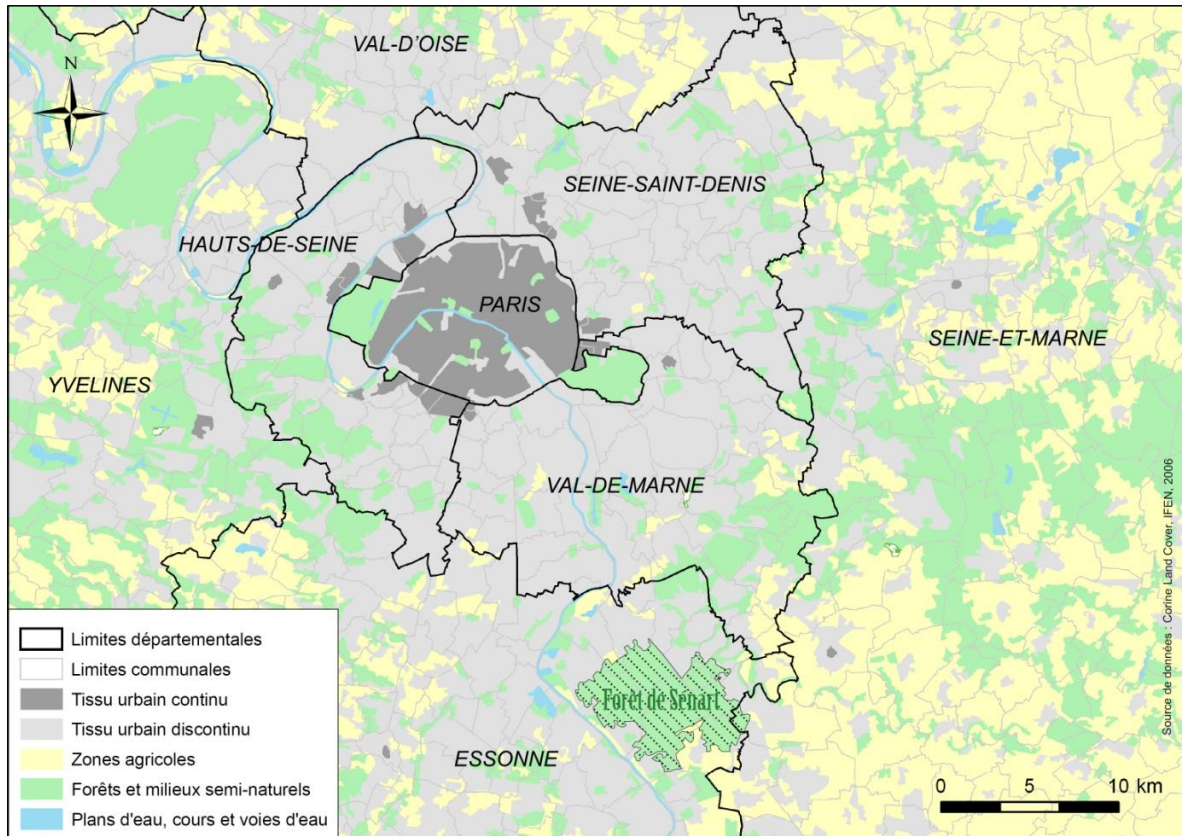 VAL-D'OISE
N
SEINE-SAINT-DENIS
HAUTS-DE-SEINE
PARIS
SEINE-ET-MARNE
YVELINES
VAL-DE-MARNE
Forêt de Sénart
ESSONNE
Limites départementales
Limites communales
Tissu urbain continu
Tissu urbain discontinu
Zones agricoles
Forêts et milieux semi-naturels
Plans d'eau, cours et voies d'eau
0 5 10 km
Source de données : Corine Land Cover, IFEN, 2006